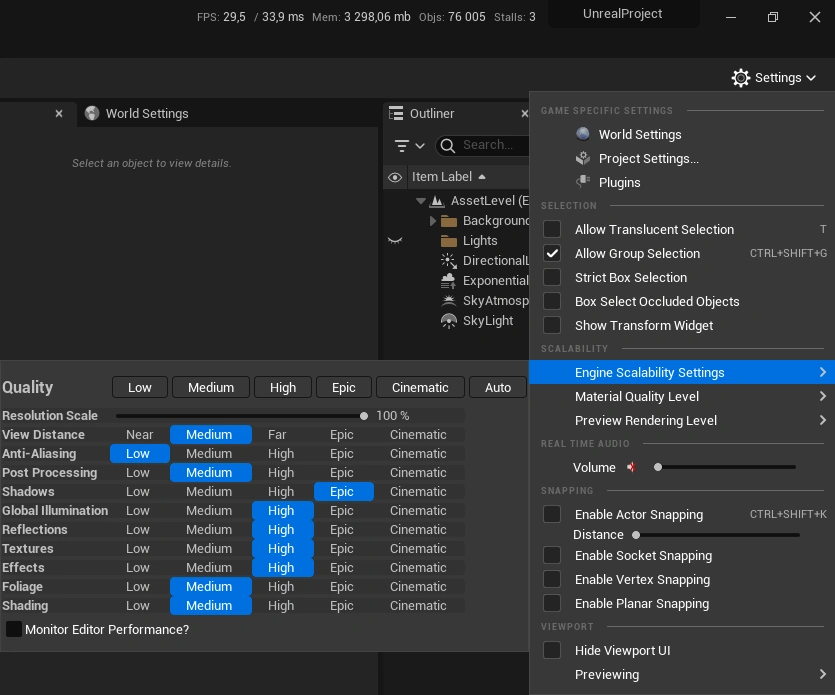 FPS: 29,5 / 33,9 ms Mem: 3 298,06 mb Objs: 76 005 Stalls: 3 UnrealProject
Settings
World Settings
Outliner
Select an object to view details.
Search...
Item Label
AssetLevel (E
Background
Lights
DirectionalL
Exponential
SkyAtmosp
SkyLight
GAME SPECIFIC SETTINGS
World Settings
Project Settings...
Plugins
SELECTION
Allow Translucent Selection T
Allow Group Selection CTRL+SHIFT+G
Strict Box Selection
Box Select Occluded Objects
Show Transform Widget
SCALABILITY
Engine Scalability Settings
Material Quality Level
Preview Rendering Level
REAL TIME AUDIO
Volume
SNAPPING
Enable Actor Snapping CTRL+SHIFT+K
Distance
Enable Socket Snapping
Enable Vertex Snapping
Enable Planar Snapping
VIEWPORT
Hide Viewport UI
Previewing
Quality Low Medium High Epic Cinematic Auto
Resolution Scale 100 %
View Distance Near Medium Far Epic Cinematic
Anti-Aliasing Low Medium High Epic Cinematic
Post Processing Low Medium High Epic Cinematic
Shadows Low Medium High Epic Cinematic
Global Illumination Low Medium High Epic Cinematic
Reflections Low Medium High Epic Cinematic
Textures Low Medium High Epic Cinematic
Effects Low Medium High Epic Cinematic
Foliage Low Medium High Epic Cinematic
Shading Low Medium High Epic Cinematic
Monitor Editor Performance?